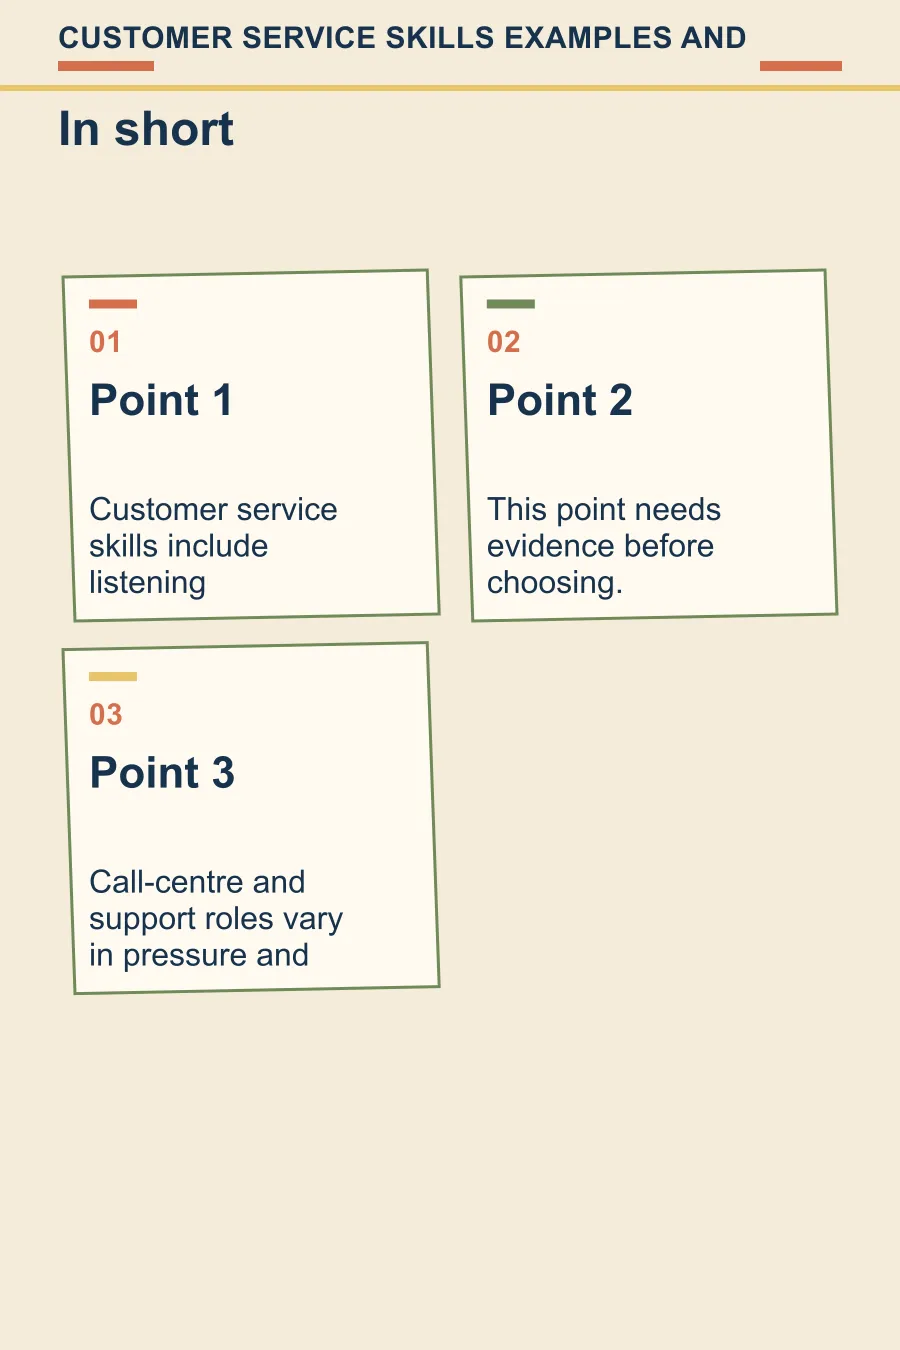 CUSTOMER SERVICE SKILLS EXAMPLES AND
In short
01
Point 1
Customer service
skills include
listening
02
Point 2
This point needs
evidence before
choosing.
03
Point 3
Call-centre and
support roles vary
in pressure and